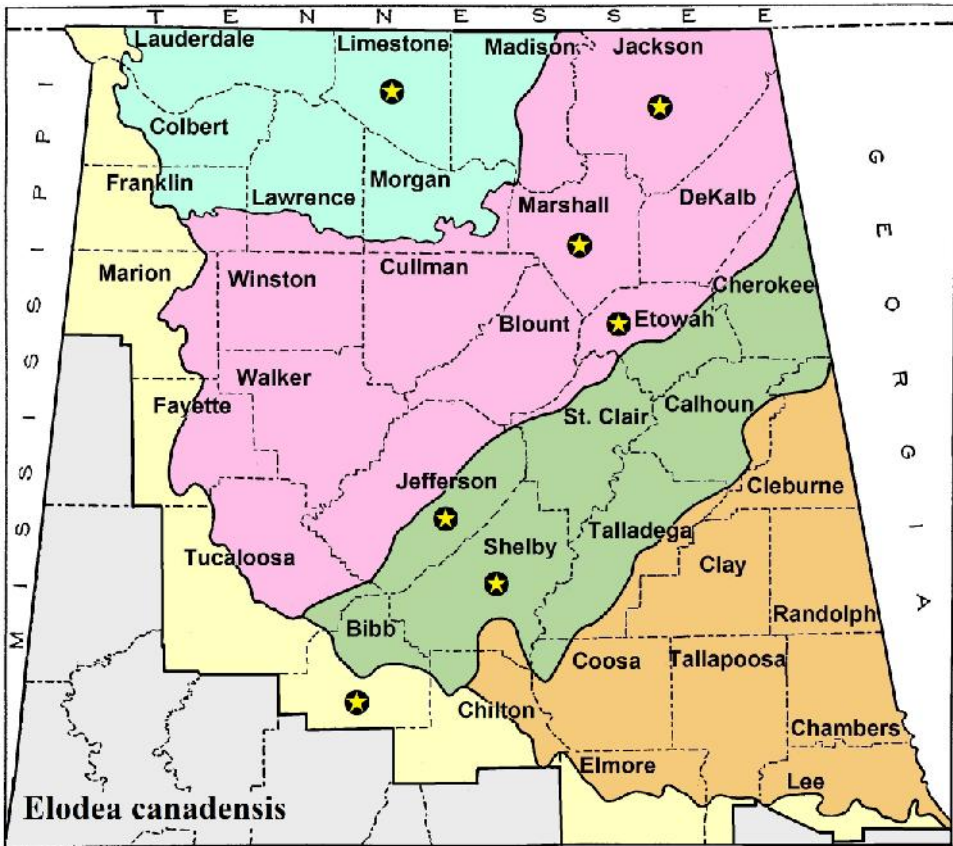 TENNESSEE
Lauderdale
Limestone
Madison
Jackson
Colbert
Franklin
Lawrence
Morgan
Marshall
DeKalb
Marion
Winston
Cullman
Cherokee
Blount
Etowah
Walker
Fayette
St. Clair
Calhoun
Jefferson
Cleburne
Tucaloosa
Shelby
Talladega
Clay
Randolph
Bibb
Coosa
Tallapoosa
Chilton
Chambers
Elmore
Lee
MISSISSIPPI
GEORGIA
Elodea canadensis